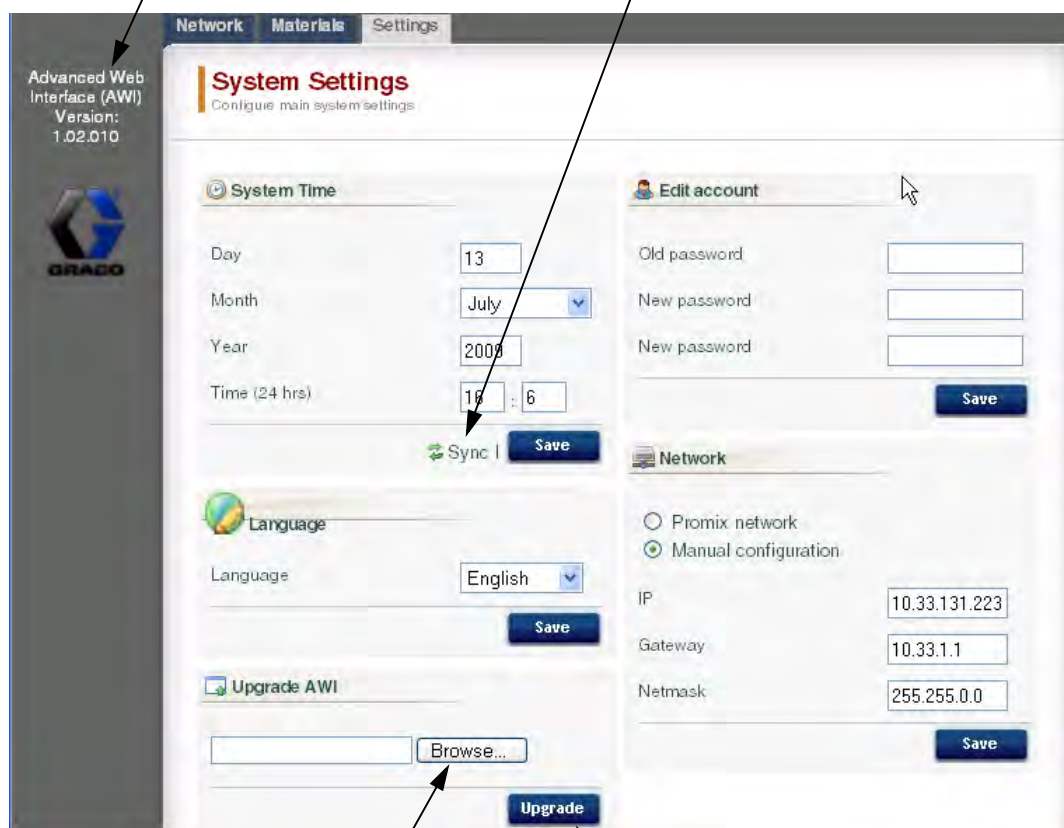 Network Materials Settings
Advanced Web
Interface (AWI)
Version:
1.02.010
GRACO
System Settings
Configure main system settings
System Time
Day 13
Month July
Year 2009
Time (24 hrs) 16 : 6
Sync | Save
Language
Language English
Save
Upgrade AWI
Browse...
Upgrade
Edit account
Old password
New password
New password
Save
Network
Promix network
Manual configuration
IP 10.33.131.223
Gateway 10.33.1.1
Netmask 255.255.0.0
Save